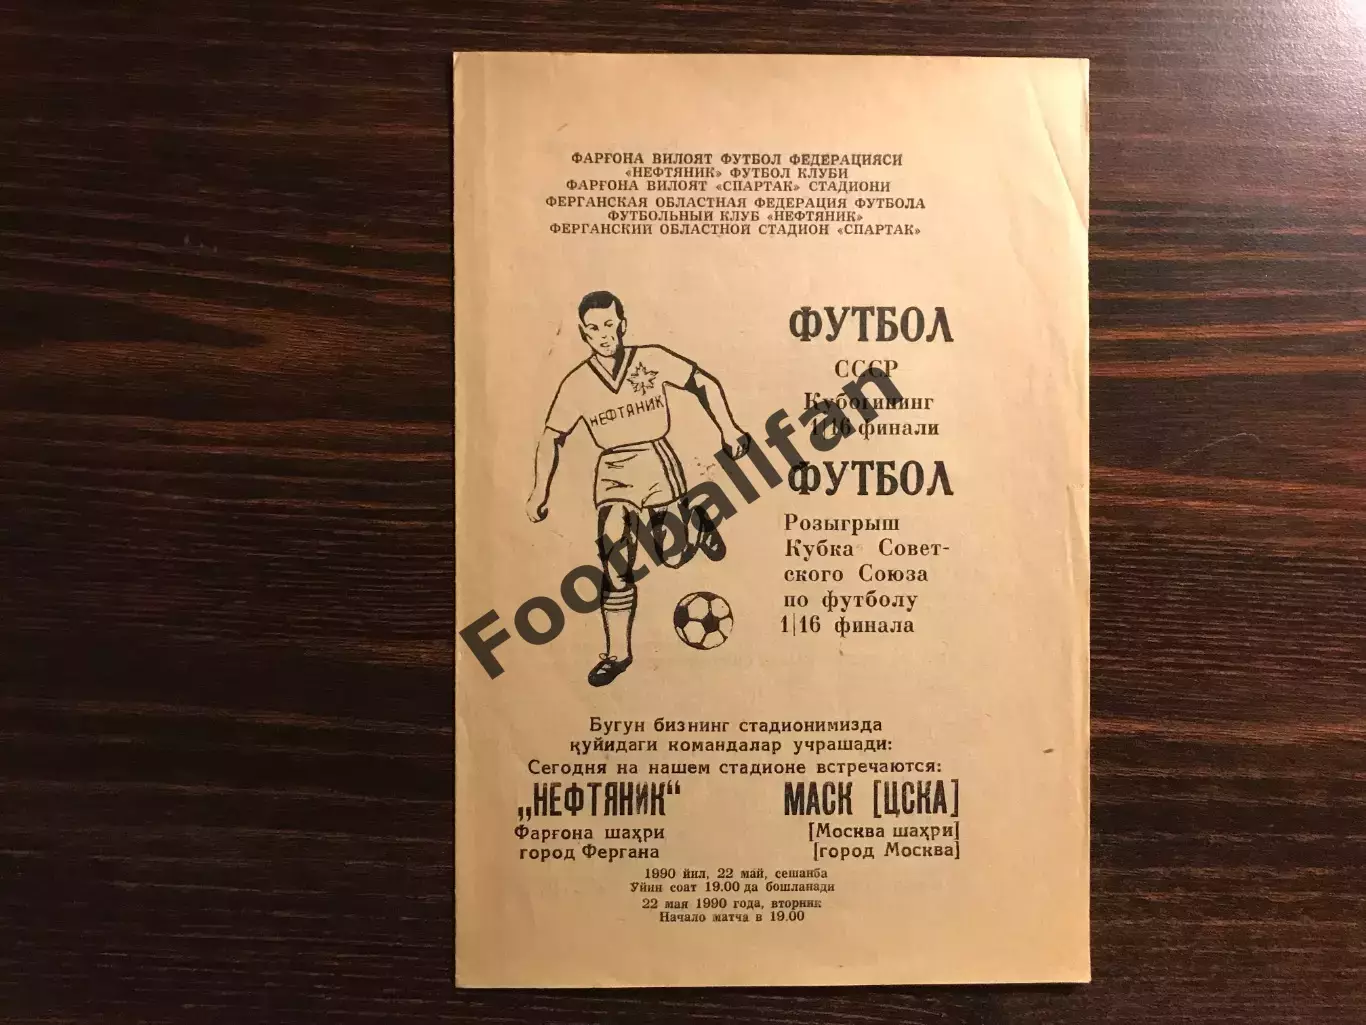 ФАРҒОНА ВИЛОЯТ ФУТБОЛ ФЕДЕРАЦИЯСИ
«НЕФТЯНИК» ФУТБОЛ КЛУБИ
ФАРҒОНА ВИЛОЯТ «СПАРТАК» СТАДИОНИ
ФЕРГАНСКАЯ ОБЛАСТНАЯ ФЕДЕРАЦИЯ ФУТБОЛА
ФУТБОЛЬНЫЙ КЛУБ «НЕФТЯНИК»
ФЕРГАНСКИЙ ОБЛАСТНОЙ СТАДИОН «СПАРТАК»
НЕФТЯНИК
ФУТБОЛ
СССР
Кубогининг
1|16 финали
ФУТБОЛ
Розыгрыш
Кубка Совет-
ского Союза
по футболу
1|16 финала
Footballfan
Бугун бизнинг стадионимизда
қуйидаги командалар учрашади:
Сегодня на нашем стадионе встречаются:
„НЕФТЯНИК“ МАСК [ЦСКА]
Фарғона шаҳри [Москва шаҳри]
город Фергана [город Москва]
1990 йил, 22 май, сешанба
Уйин соат 19.00 да бошланади
22 мая 1990 года, вторник
Начало матча в 19.00